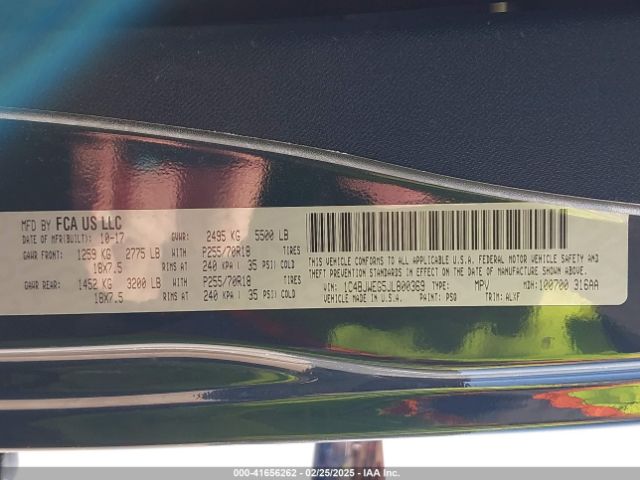 MFD BY FCA US LLC
DATE OF MFR(BUILT): 10-17 GVWR: 2495 KG 5500 LB
GAWR FRONT: 1259 KG 2775 LB WITH P255/70R18 TIRES
18X7.5 RIMS AT 240 KPA / 35 PSI COLD
GAWR REAR: 1452 KG 3200 LB WITH P255/70R18 TIRES
18X7.5 RIMS AT 240 KPA / 35 PSI COLD
THIS VEHICLE CONFORMS TO ALL APPLICABLE U.S.A. FEDERAL MOTOR VEHICLE SAFETY AND
THEFT PREVENTION STANDARDS IN EFFECT ON THE DATE OF MANUFACTURE SHOWN ABOVE.
VIN: 1C4BJWEG5JL800369 TYPE: MPV MDH: 100700 316AA
VEHICLE MADE IN U.S.A. PAINT: PSQ TRIM: ALXF
000-41656262 - 02/25/2025 - IAA Inc.